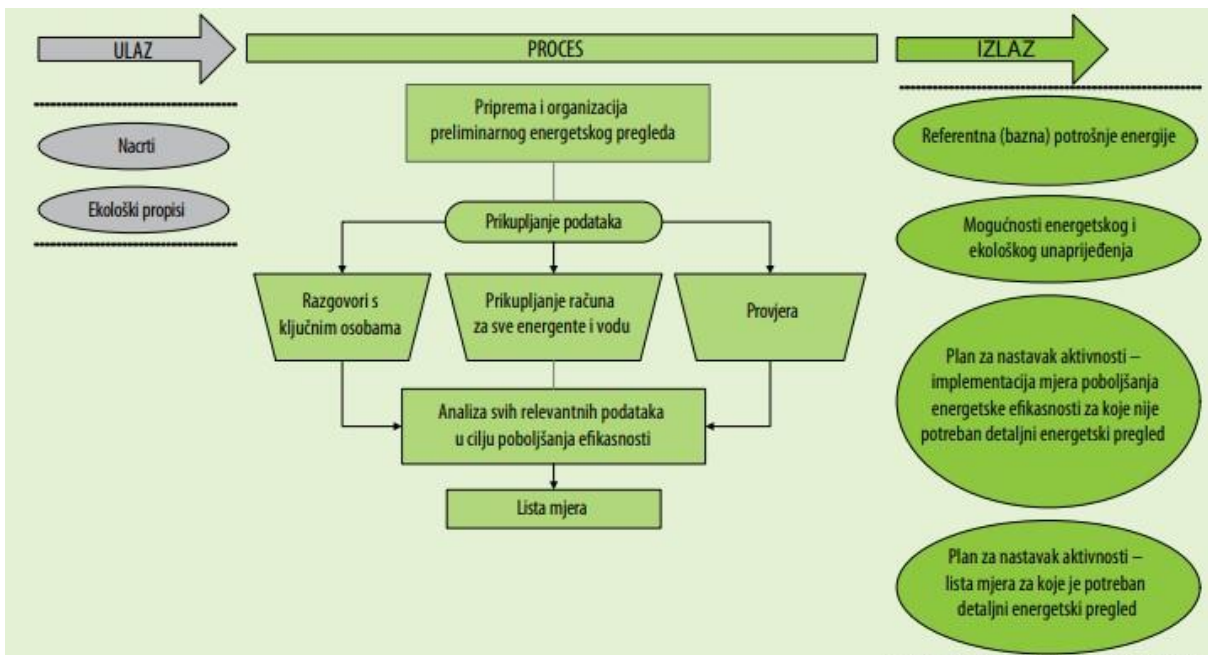 ULAZ
PROCES
IZLAZ
Nacrti
Ekološki propisi
Priprema i organizacija
preliminarnog energetskog pregleda
Prikupljanje podataka
Razgovori s
ključnim osobama
Prikupljanje računa
za sve energente i vodu
Provjera
Analiza svih relevantnih podataka
u cilju poboljšanja efikasnosti
Lista mjera
Referentna (bazna) potrošnje energije
Mogućnosti energetskog i
ekološkog unaprijeđenja
Plan za nastavak aktivnosti –
implementacija mjera poboljšanja
energetske efikasnosti za koje nije
potreban detaljni energetski pregled
Plan za nastavak aktivnosti –
lista mjera za koje je potreban
detaljni energetski pregled